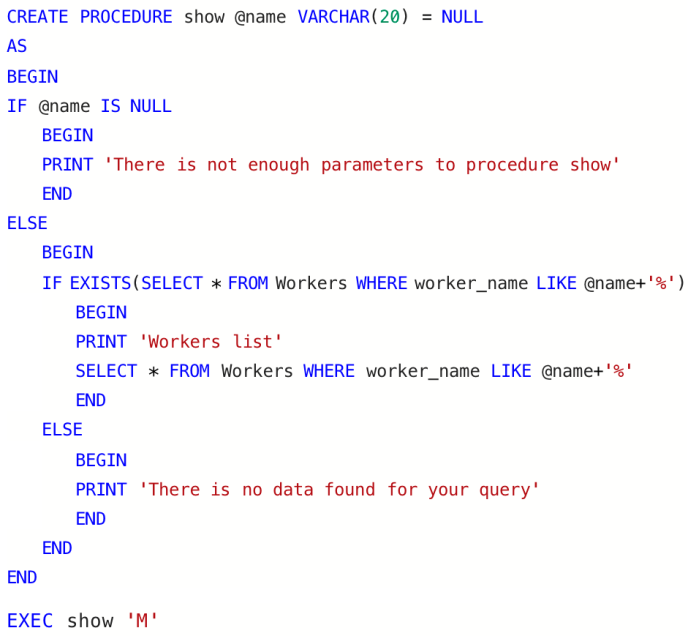 CREATE PROCEDURE show @name VARCHAR(20) = NULL
AS
BEGIN
IF @name IS NULL
BEGIN
PRINT 'There is not enough parameters to procedure show'
END
ELSE
BEGIN
IF EXISTS(SELECT * FROM Workers WHERE worker_name LIKE @name+'%')
BEGIN
PRINT 'Workers list'
SELECT * FROM Workers WHERE worker_name LIKE @name+'%'
END
ELSE
BEGIN
PRINT 'There is no data found for your query'
END
END
END
EXEC show 'M'